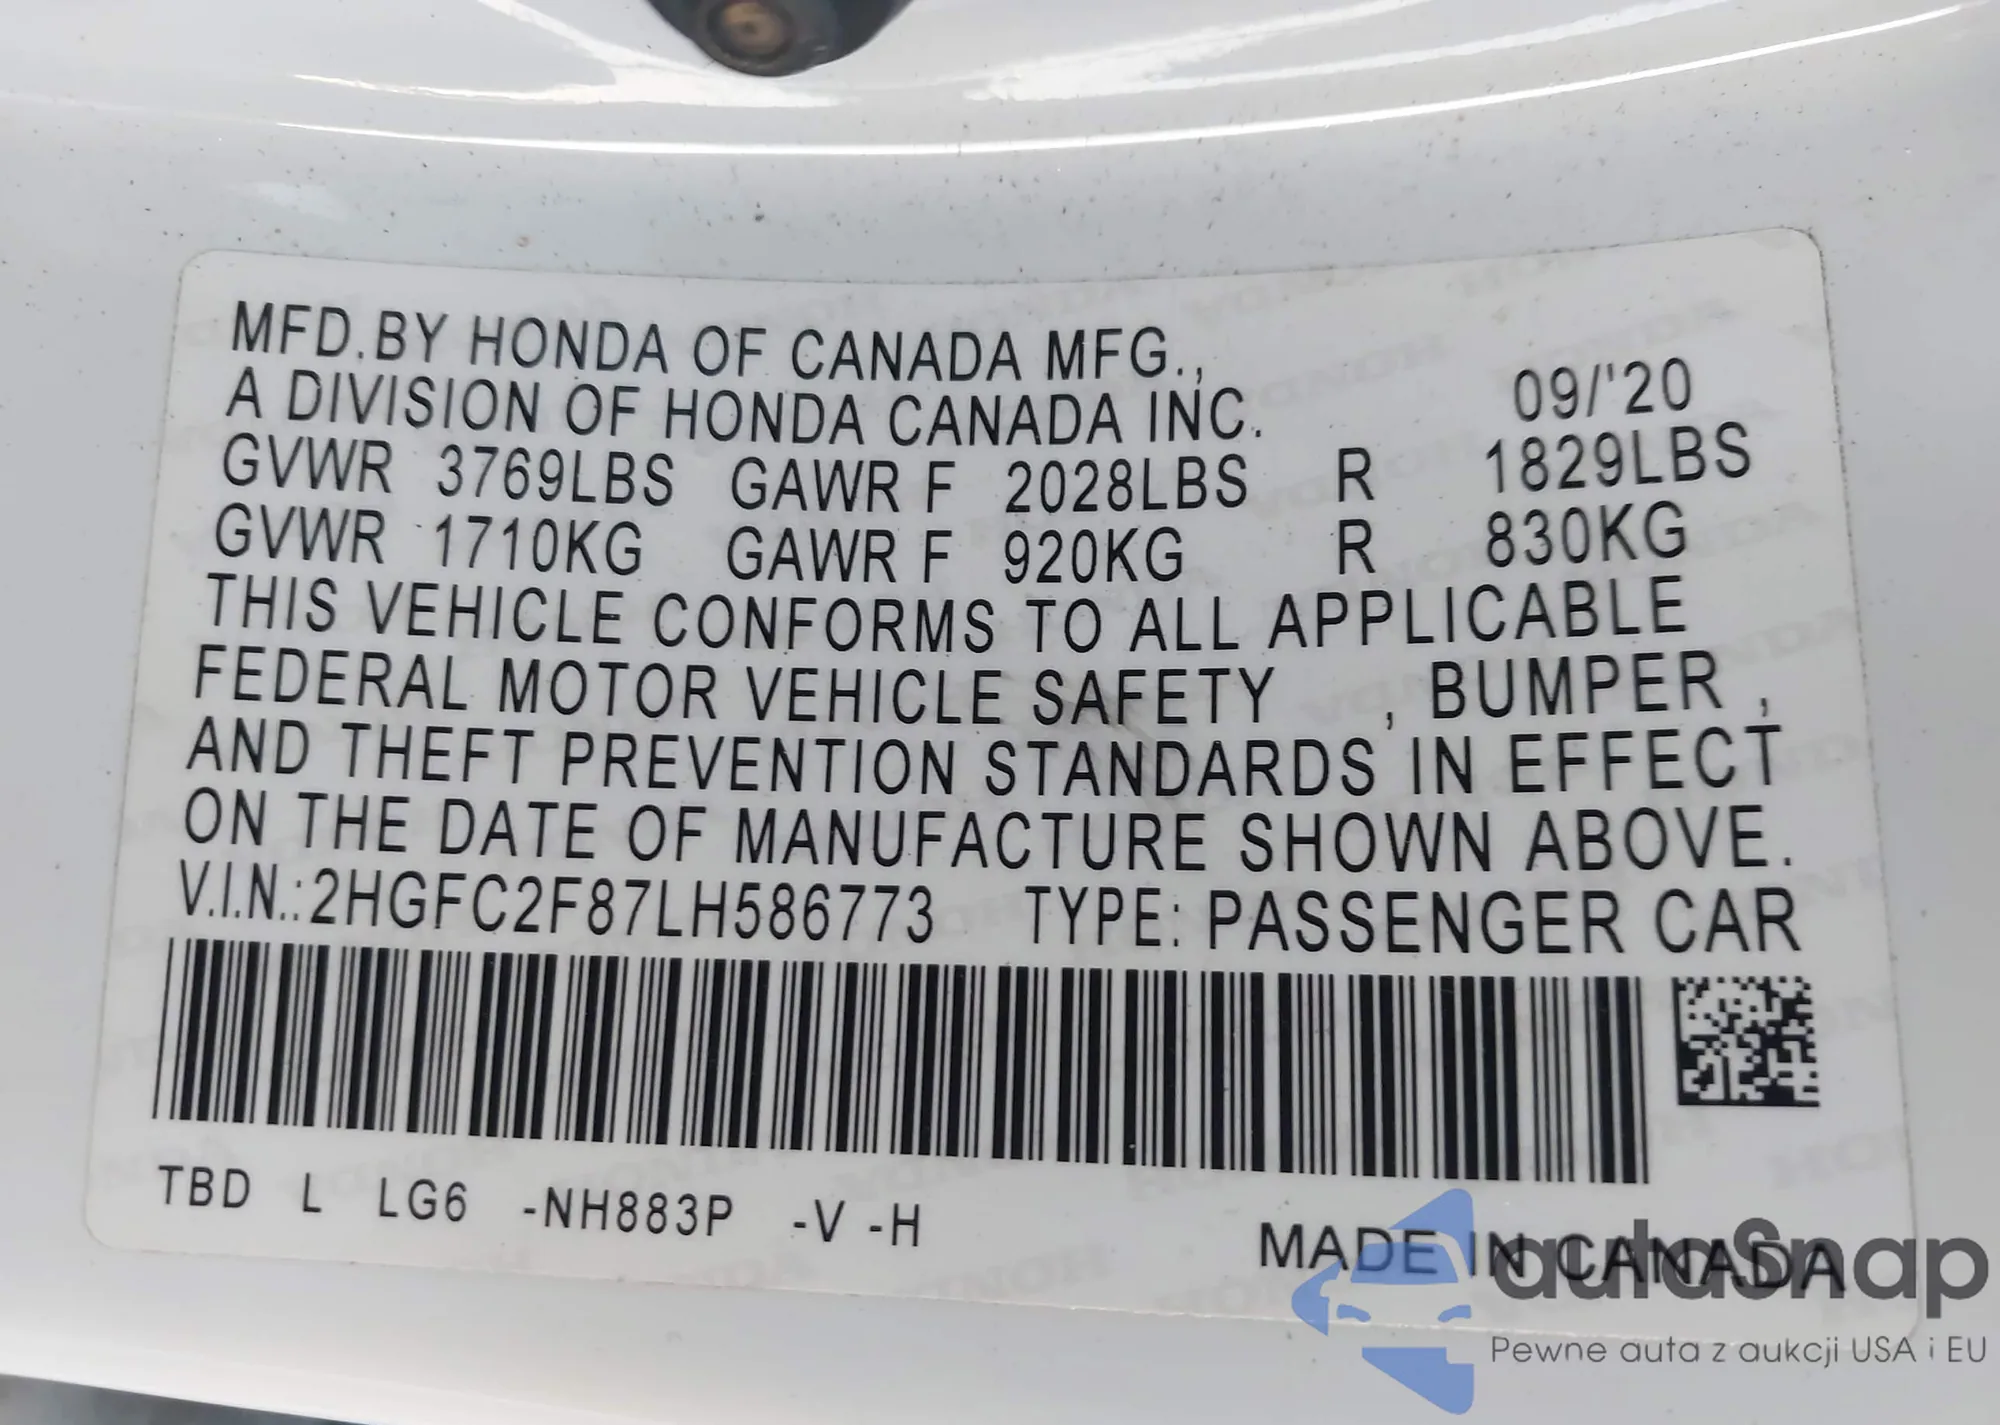 MFD.BY HONDA OF CANADA MFG.,
A DIVISION OF HONDA CANADA INC. 09/'20
GVWR 3769LBS GAWR F 2028LBS R 1829LBS
GVWR 1710KG GAWR F 920KG R 830KG
THIS VEHICLE CONFORMS TO ALL APPLICABLE
FEDERAL MOTOR VEHICLE SAFETY , BUMPER ,
AND THEFT PREVENTION STANDARDS IN EFFECT
ON THE DATE OF MANUFACTURE SHOWN ABOVE.
V.I.N.:2HGFC2F87LH586773 TYPE: PASSENGER CAR
TBD L LG6 -NH883P -V -H
MADE IN CANADA
autoSnap
Pewne auta z aukcji USA i EU